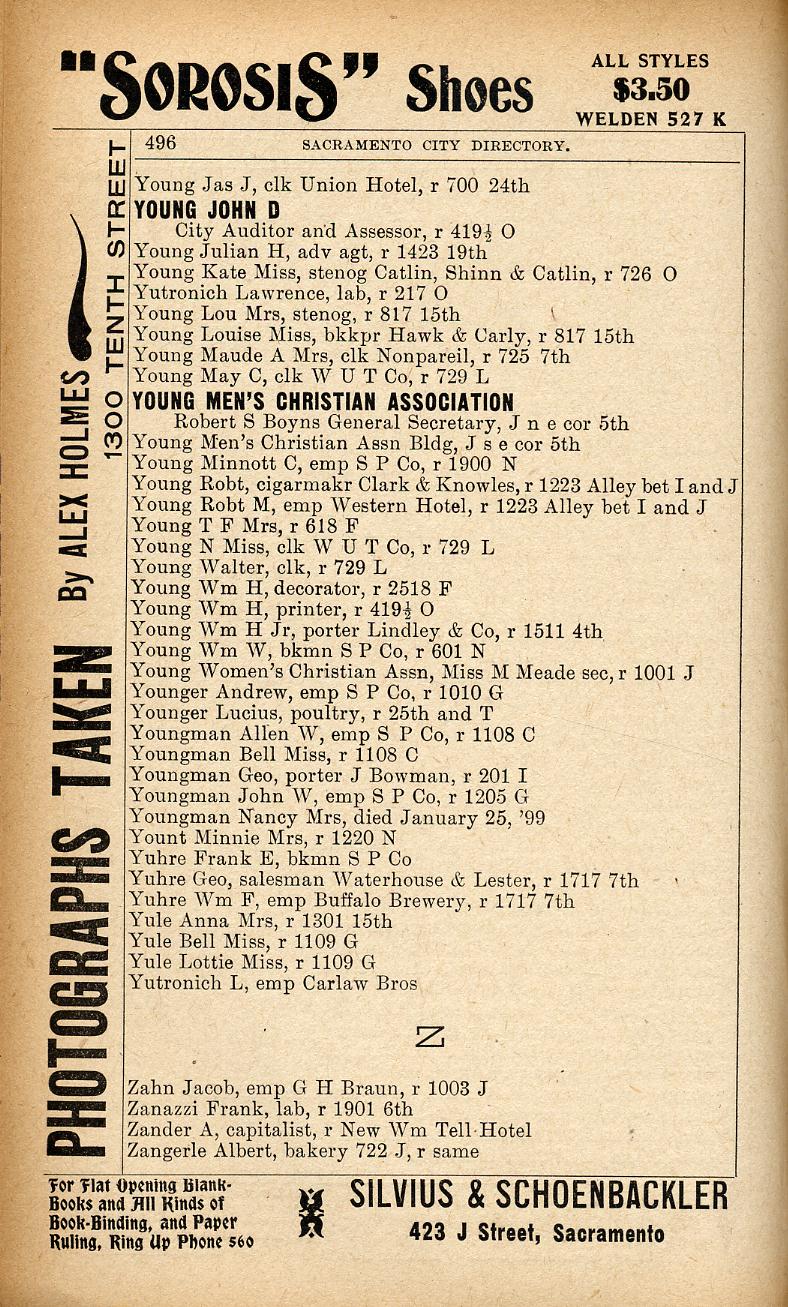 "SOROSIS" Shoes
ALL STYLES
$3.50
WELDEN 527 K
496 SACRAMENTO CITY DIRECTORY.
Young Jas J, clk Union Hotel, r 700 24th
YOUNG JOHN D
City Auditor and Assessor, r 419½ O
Young Julian H, adv agt, r 1423 19th
Young Kate Miss, stenog Catlin, Shinn & Catlin, r 726 O
Yutronich Lawrence, lab, r 217 O
Young Lou Mrs, stenog, r 817 15th
Young Louise Miss, bkkpr Hawk & Carly, r 817 15th
Young Maude A Mrs, clk Nonpareil, r 725 7th
Young May C, clk W U T Co, r 729 L
YOUNG MEN'S CHRISTIAN ASSOCIATION
Robert S Boyns General Secretary, J n e cor 5th
Young Men's Christian Assn Bldg, J s e cor 5th
Young Minnott C, emp S P Co, r 1900 N
Young Robt, cigarmakr Clark & Knowles, r 1223 Alley bet I and J
Young Robt M, emp Western Hotel, r 1223 Alley bet I and J
Young T F Mrs, r 618 F
Young N Miss, clk W U T Co, r 729 L
Young Walter, clk, r 729 L
Young Wm H, decorator, r 2518 F
Young Wm H, printer, r 419½ O
Young Wm H Jr, porter Lindley & Co, r 1511 4th
Young Wm W, bkmn S P Co, r 601 N
Young Women's Christian Assn, Miss M Meade sec, r 1001 J
Younger Andrew, emp S P Co, r 1010 G
Younger Lucius, poultry, r 25th and T
Youngman Allen W, emp S P Co, r 1108 C
Youngman Bell Miss, r 1108 C
Youngman Geo, porter J Bowman, r 201 I
Youngman John W, emp S P Co, r 1205 G
Youngman Nancy Mrs, died January 25, '99
Yount Minnie Mrs, r 1220 N
Yuhre Frank E, bkmn S P Co
Yuhre Geo, salesman Waterhouse & Lester, r 1717 7th
Yuhre Wm F, emp Buffalo Brewery, r 1717 7th
Yule Anna Mrs, r 1301 15th
Yule Bell Miss, r 1109 G
Yule Lottie Miss, r 1109 G
Yutronich L, emp Carlaw Bros
Z
Zahn Jacob, emp G H Braun, r 1003 J
Zanazzi Frank, lab, r 1901 6th
Zander A, capitalist, r New Wm Tell Hotel
Zangerle Albert, bakery 722 J, r same
PHOTOGRAPHS TAKEN By ALEX HOLMES
1300 TENTH STREET
For Flat Opening Blank-
Books and All Kinds of
Book-Binding, and Paper
Ruling, Ring Up Phone 560
SILVIUS & SCHOENBACKLER
423 J Street, Sacramento